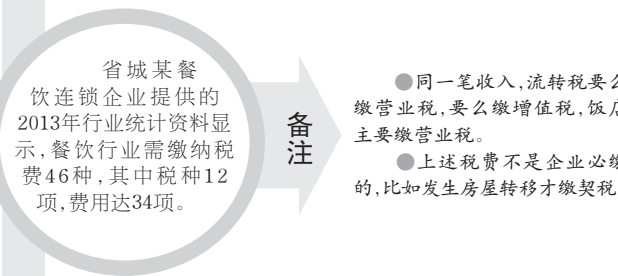 省城某餐
饮连锁企业提供的
2013年行业统计资料显
示,餐饮行业需缴纳税
费46种,其中税种12
项,费用达34项。
备
注
●同一笔收入,流转税要么
缴营业税,要么缴增值税,饭店
主要缴营业税。
●上述税费不是企业必缴
的,比如发生房屋转移才缴契税